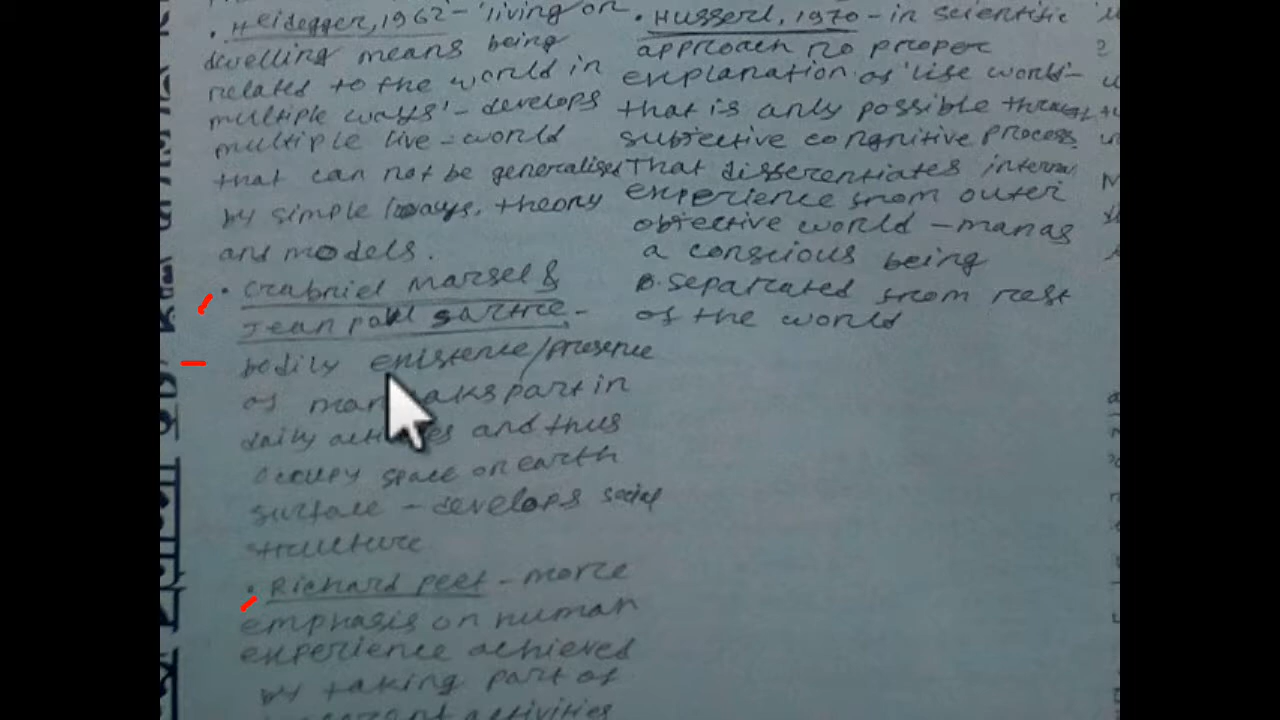 • Heidegger, 1962 - 'living on
dwelling means being
related to the world in
multiple ways' - develops
multiple live - world
that can not be generalised
by simple laws, theory
and models.
• Gabriel Marsel &
Jean paul sartre -
bodily existence/presence
of man taks part in
daily activities and thus
occupy space on earth
surface - develops social
structure
• Richard peet - more
emphasis on human
experience achieved
by taking part of
activities
• Husserl, 1970 - in scientific
approach no proper
explanation of 'life world' -
that is only possible through
subjective congnitive process
that differentiates internal
experience from outer
objective world - man as
a conscious being
separated from rest
of the world